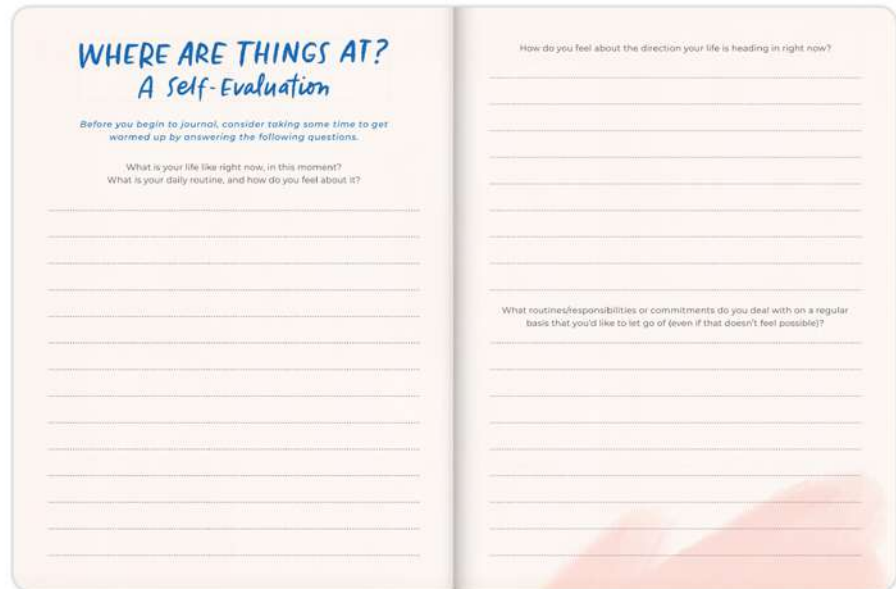 WHERE ARE THINGS AT?
A Self-Evaluation
Before you begin to journal, consider taking some time to get
warmed up by answering the following questions.
What is your life like right now, in this moment?
What is your daily routine, and how do you feel about it?
How do you feel about the direction your life is heading in right now?
What routines/responsibilities or commitments do you deal with on a regular
basis that you'd like to let go of (even if that doesn't feel possible)?